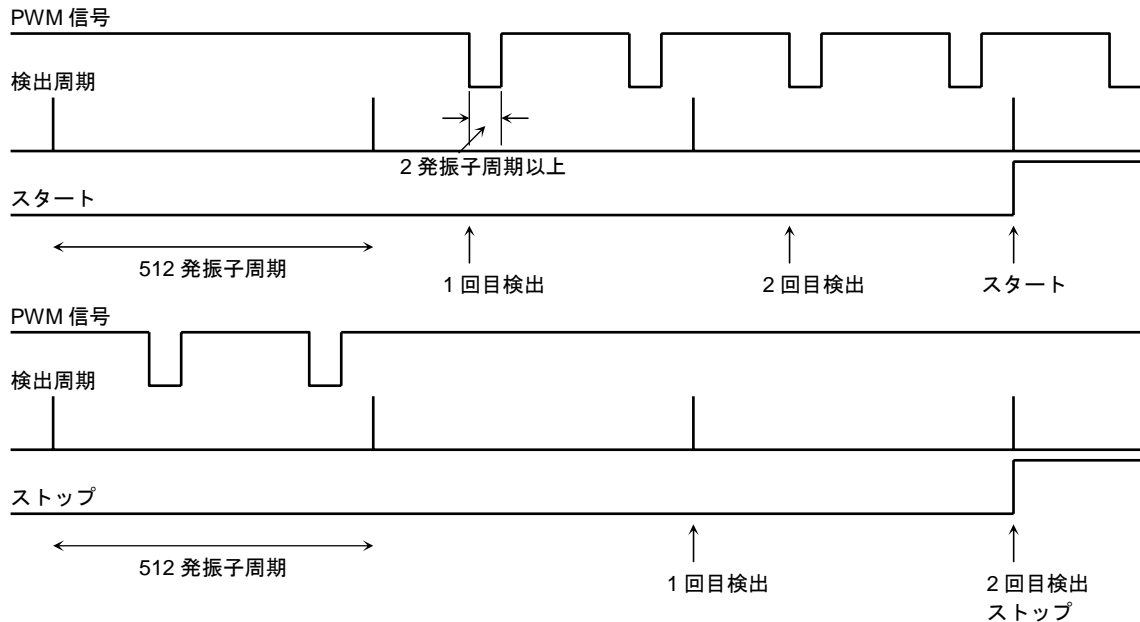 PWM 信号
検出周期
2 発振子周期以上
スタート
512 発振子周期
1 回目検出
2 回目検出
スタート
PWM 信号
検出周期
ストップ
512 発振子周期
1 回目検出
2 回目検出
ストップ